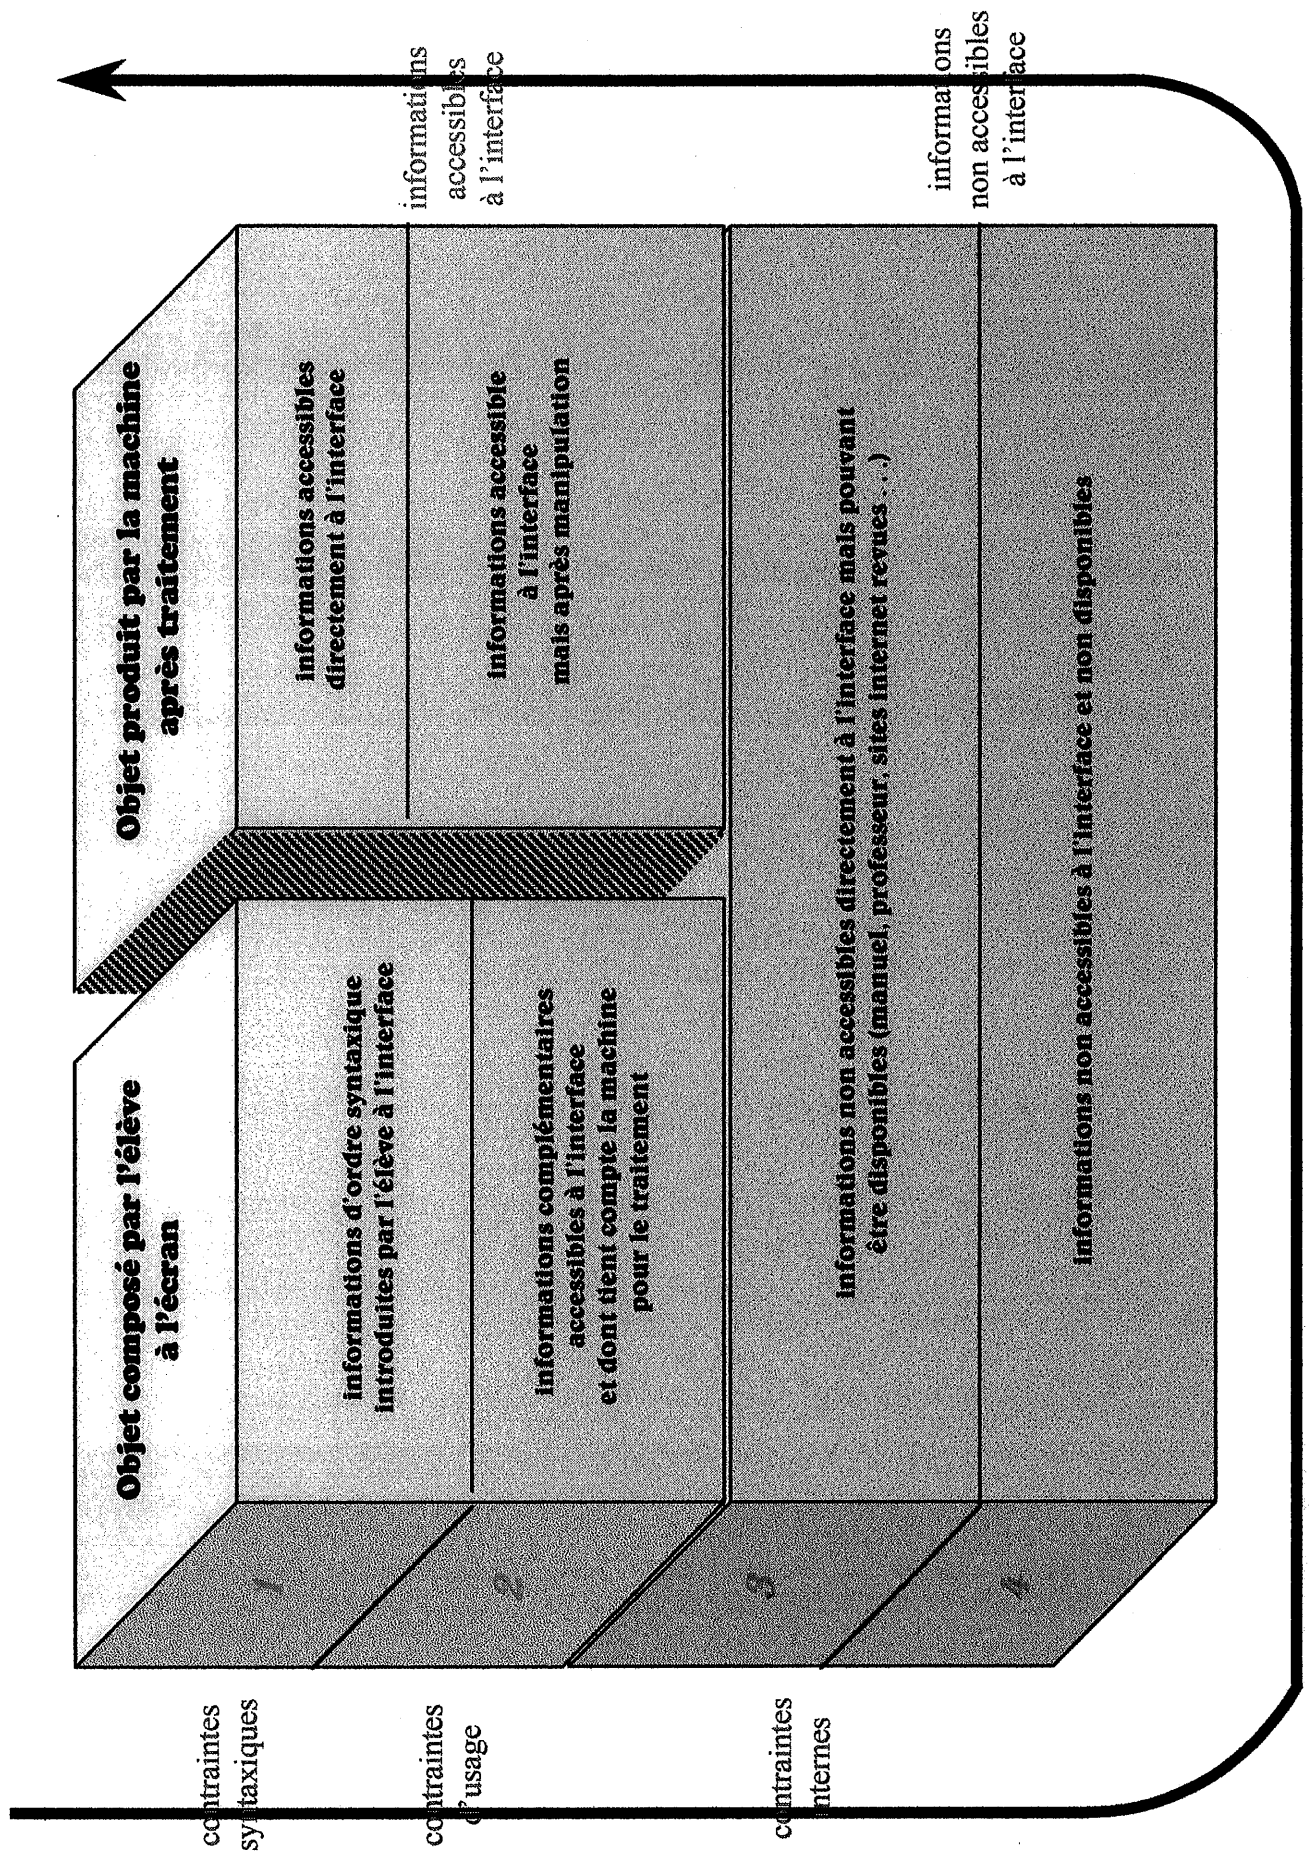 Objet composé par l'élève
à l'écran
Objet produit par la machine
après traitement
contraintes
syntaxiques
1
informations d'ordre syntaxique
introduites par l'élève à l'interface
informations accessibles
directement à l'interface
informations
accessibles
à l'interface
contraintes
d'usage
2
informations complémentaires
accessibles à l'interface
et dont tient compte la machine
pour le traitement
informations accessible
à l'interface
mais après manipulation
contraintes
internes
3
informations non accessibles directement à l'interface mais pouvant
être disponibles (manuel, professeur, sites internet revues . . .)
informations
non accessibles
à l'interface
4
informations non accessibles à l'interface et non disponibles